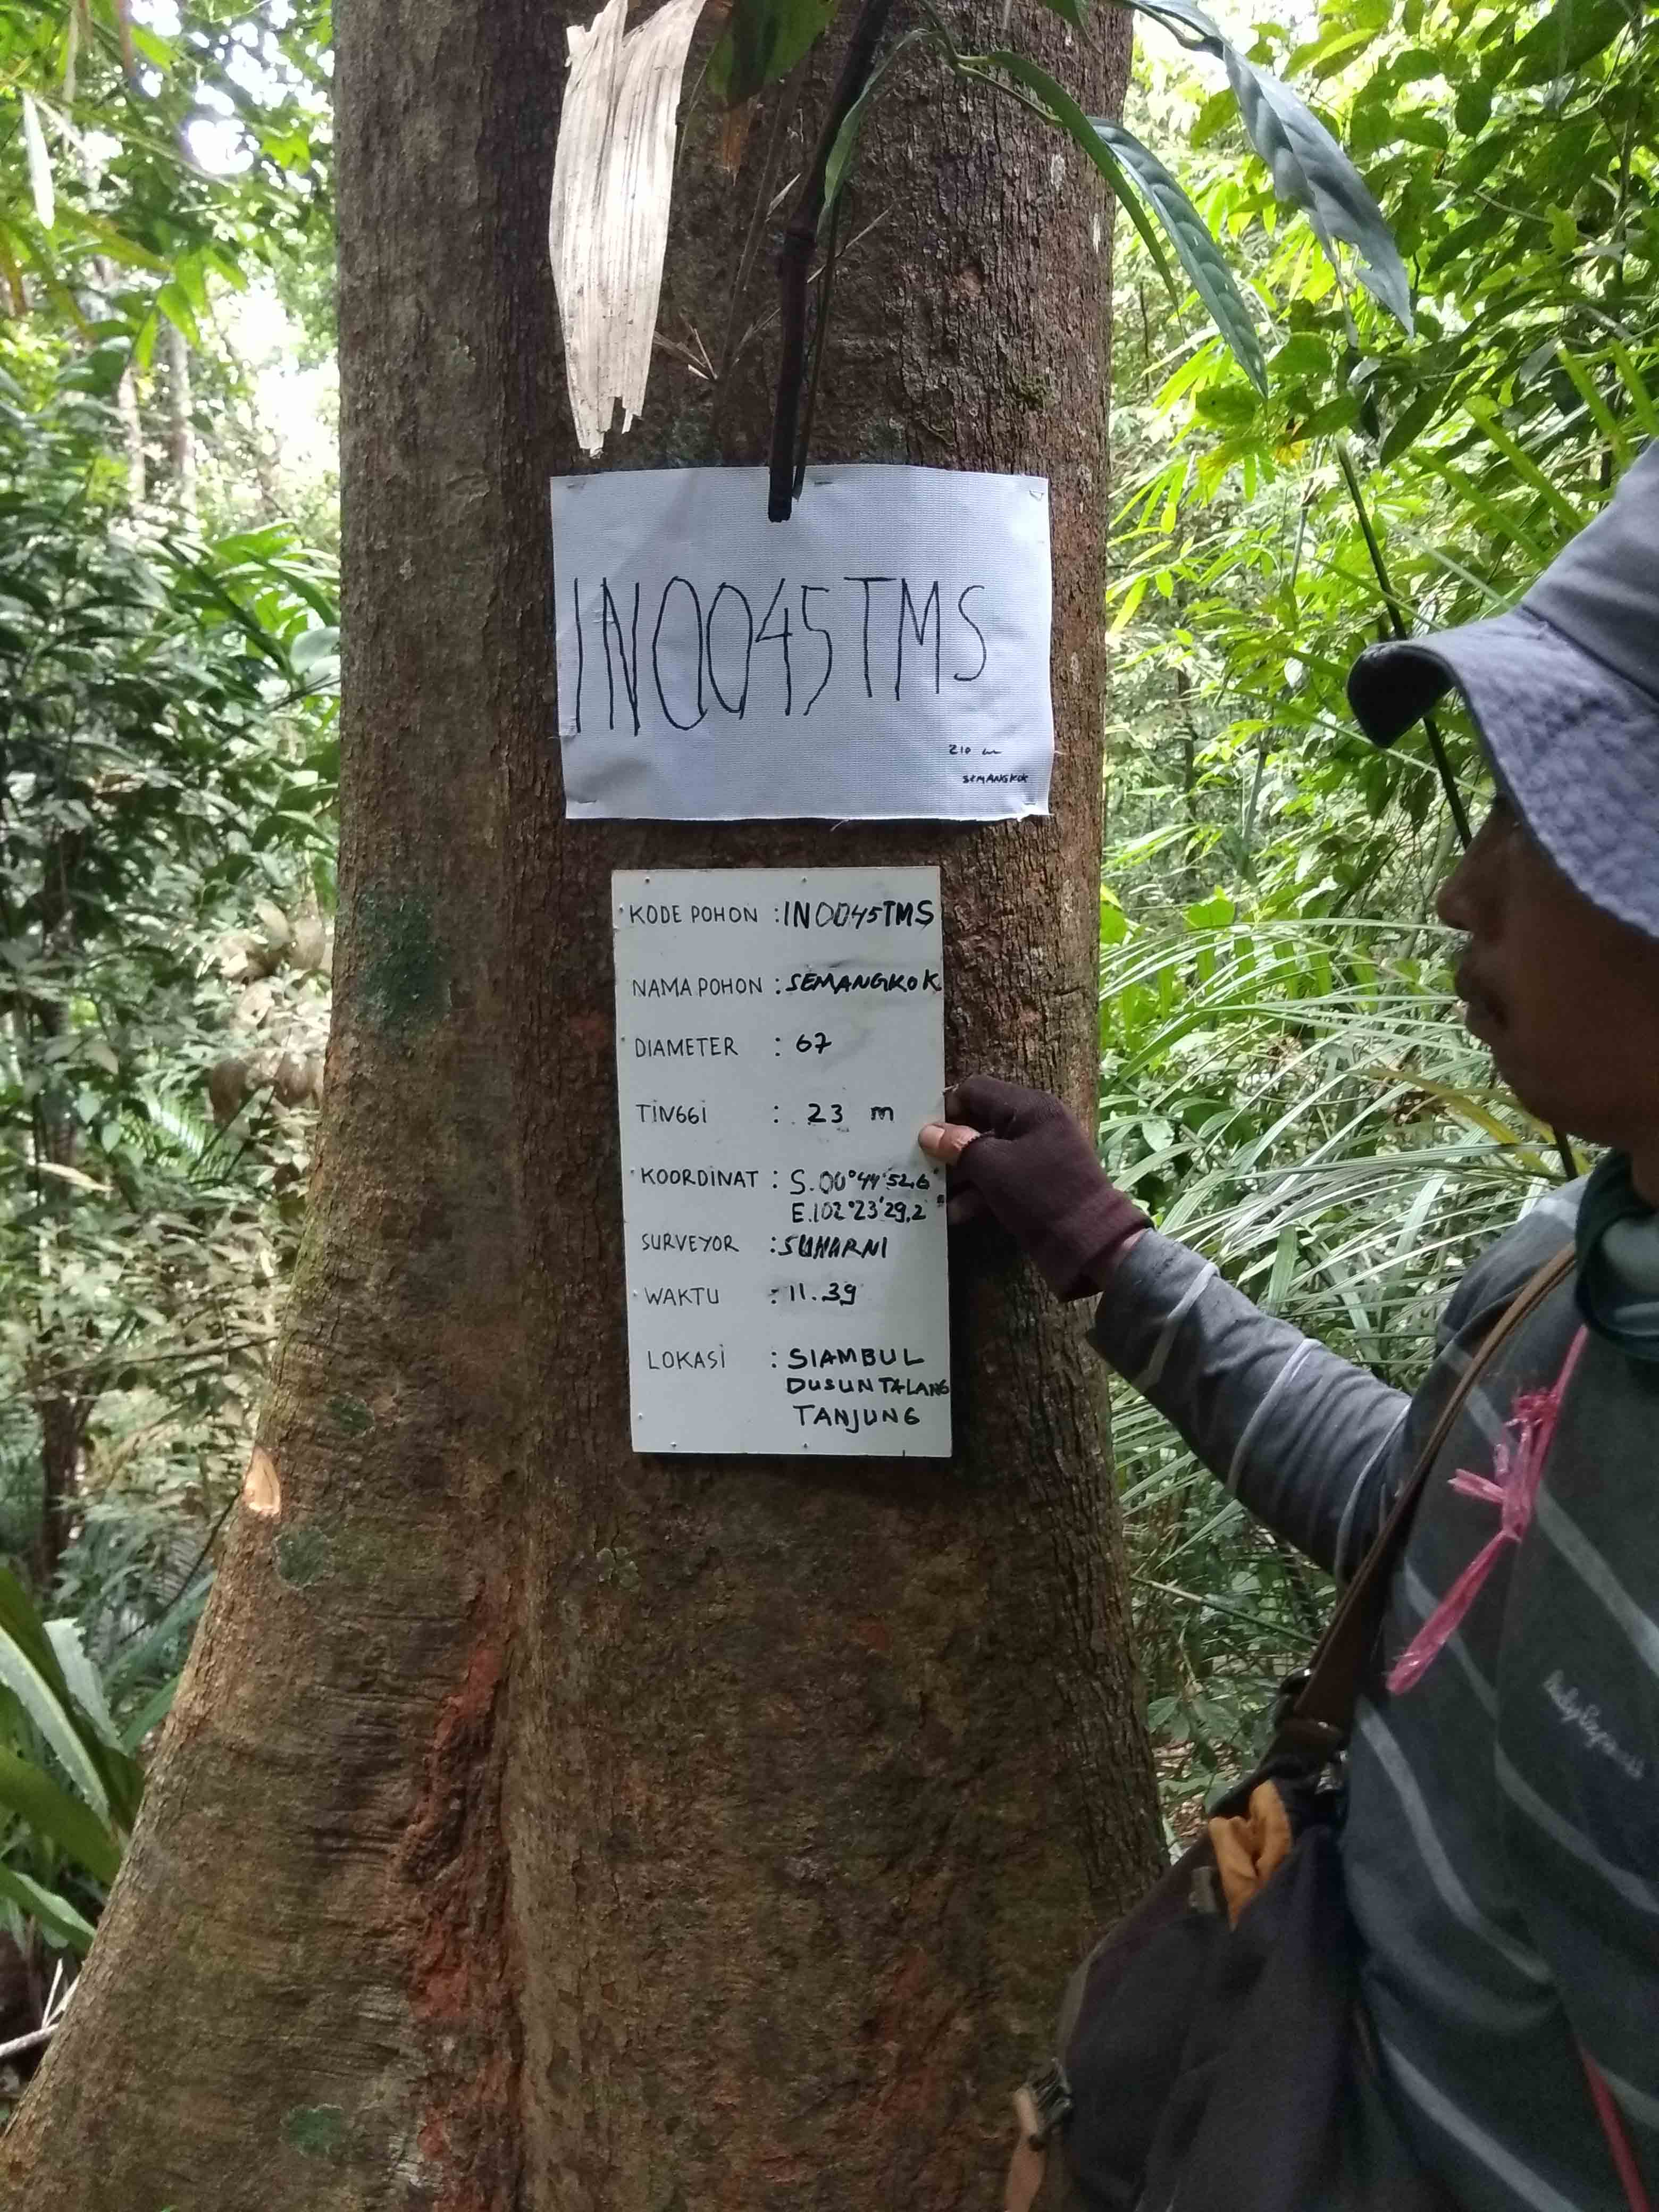 IN0045TMS
210 cm
SEMANGKOK
KODE POHON : IN0045TMS
NAMA POHON : SEMANGKOK
DIAMETER : 67
TINGGI : 23 m
KOORDINAT : S.00°44'52,6"
E.102°23'29,2"
SURVEYOR : SUHARNI
WAKTU : 11.39
LOKASI : SIAMBUL
DUSUN TALANG
TANJUNG